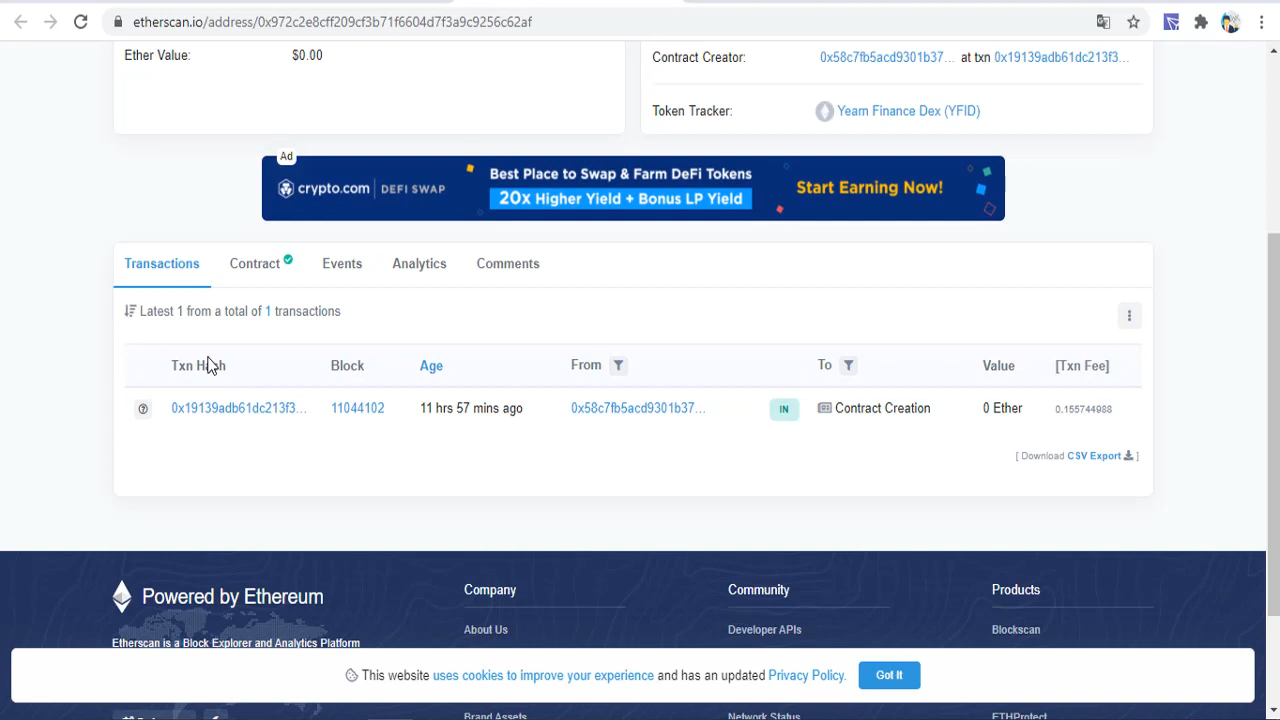 etherscan.io/address/0x972c2e8cff209cf3b71f6604d7f3a9c9256c62af
Ether Value: $0.00
Contract Creator: 0x58c7fb5acd9301b37... at txn 0x19139adb61dc213f3...
Token Tracker: Yearn Finance Dex (YFID)
Ad
crypto.com | DEFI SWAP
Best Place to Swap & Farm DeFi Tokens
20x Higher Yield + Bonus LP Yield
Start Earning Now!
Transactions Contract Events Analytics Comments
Latest 1 from a total of 1 transactions
Txn Hash Block Age From To Value [Txn Fee]
0x19139adb61dc213f3... 11044102 11 hrs 57 mins ago 0x58c7fb5acd9301b37... IN Contract Creation 0 Ether 0.155744988
[ Download CSV Export ]
Powered by Ethereum
Etherscan is a Block Explorer and Analytics Platform
Company
About Us
Community
Developer APIs
Products
Blockscan
This website uses cookies to improve your experience and has an updated Privacy Policy. Got It
Brand Assets Network Status ETHProtect